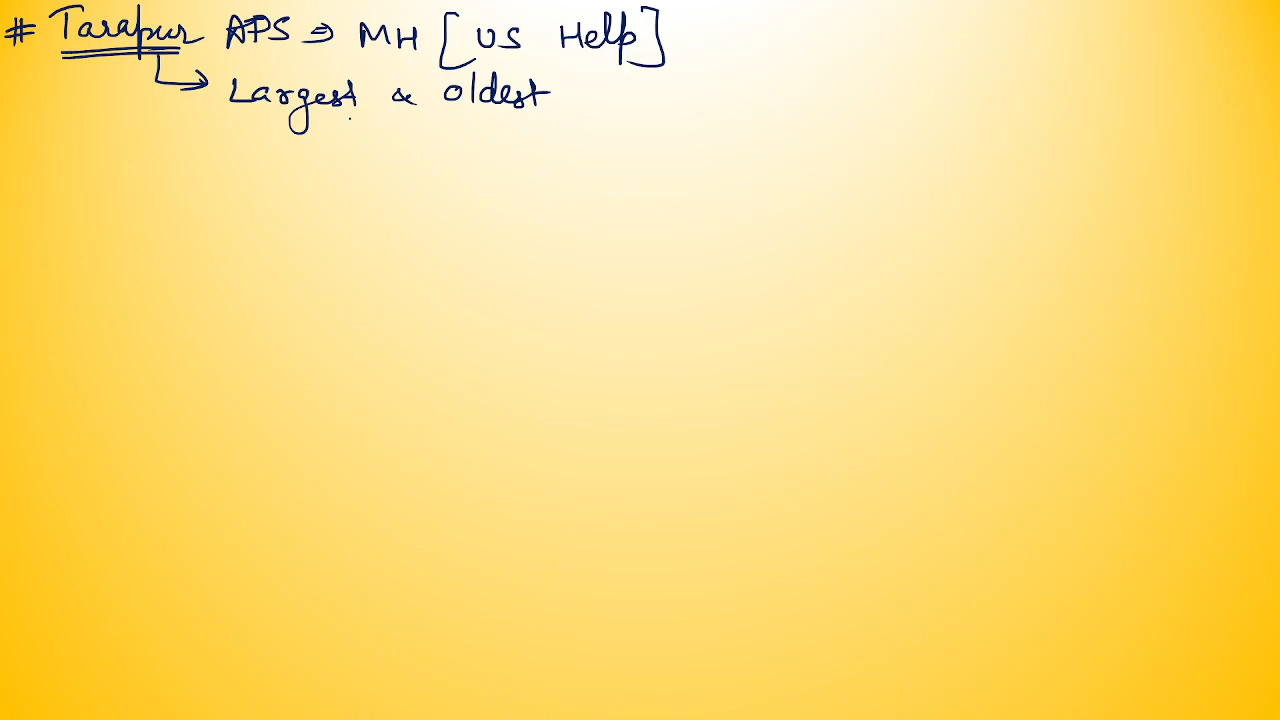 # Tarapur APS ⇒ MH [US Help]
↳ Largest & Oldest